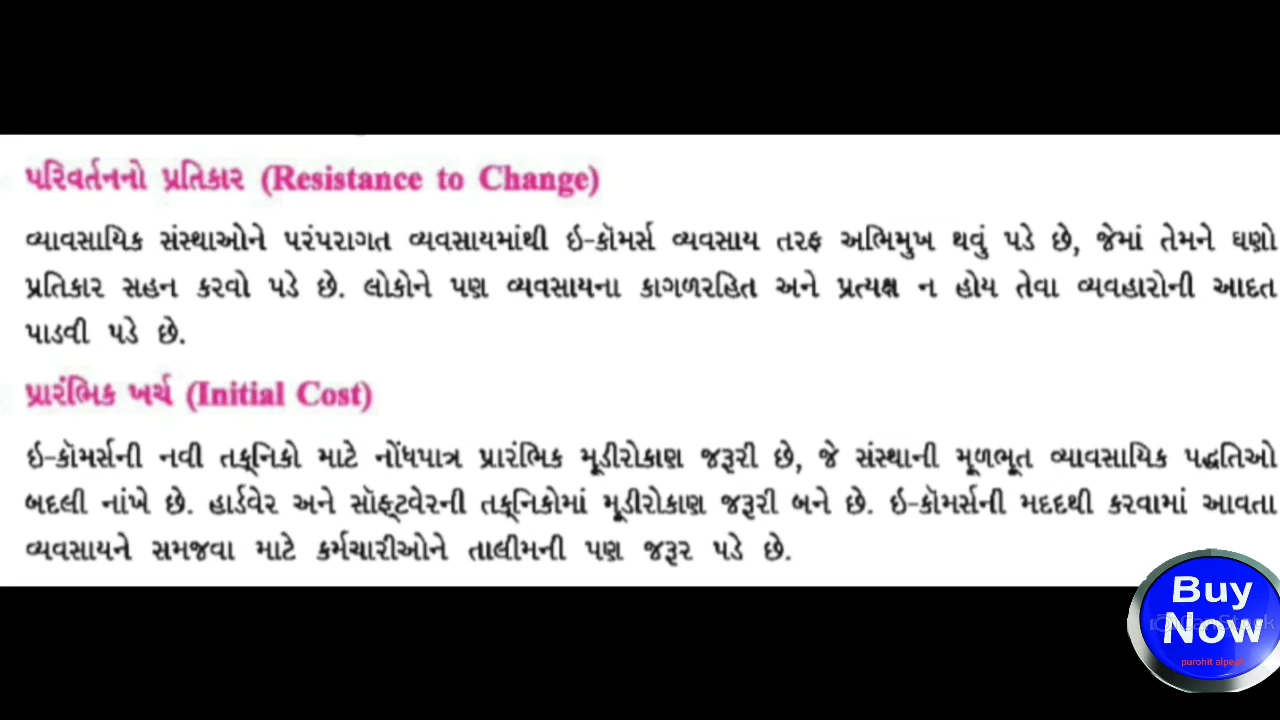 પરિવર્તનનો પ્રતિકાર (Resistance to Change)
વ્યાવસાયિક સંસ્થાઓને પરંપરાગત વ્યવસાયમાંથી ઇ-કૉમર્સ વ્યવસાય તરફ અભિમુખ થવું પડે છે, જેમાં તેમને ઘણો
પ્રતિકાર સહન કરવો પડે છે. લોકોને પણ વ્યવસાયના કાગળરહિત અને પ્રત્યક્ષ ન હોય તેવા વ્યવહારોની આદત
પાડવી પડે છે.
પ્રારંભિક ખર્ચ (Initial Cost)
ઇ-કૉમર્સની નવી તક્નિકો માટે નોંધપાત્ર પ્રારંભિક મૂડીરોકાણ જરૂરી છે, જે સંસ્થાની મૂળભૂત વ્યાવસાયિક પદ્ધતિઓ
બદલી નાંખે છે. હાર્ડવેર અને સૉફ્ટવેરની તક્નિકોમાં મૂડીરોકાણ જરૂરી બને છે. ઇ-કૉમર્સની મદદથી કરવામાં આવતા
વ્યવસાયને સમજવા માટે કર્મચારીઓને તાલીમની પણ જરૂર પડે છે.
Buy
Now
purohit